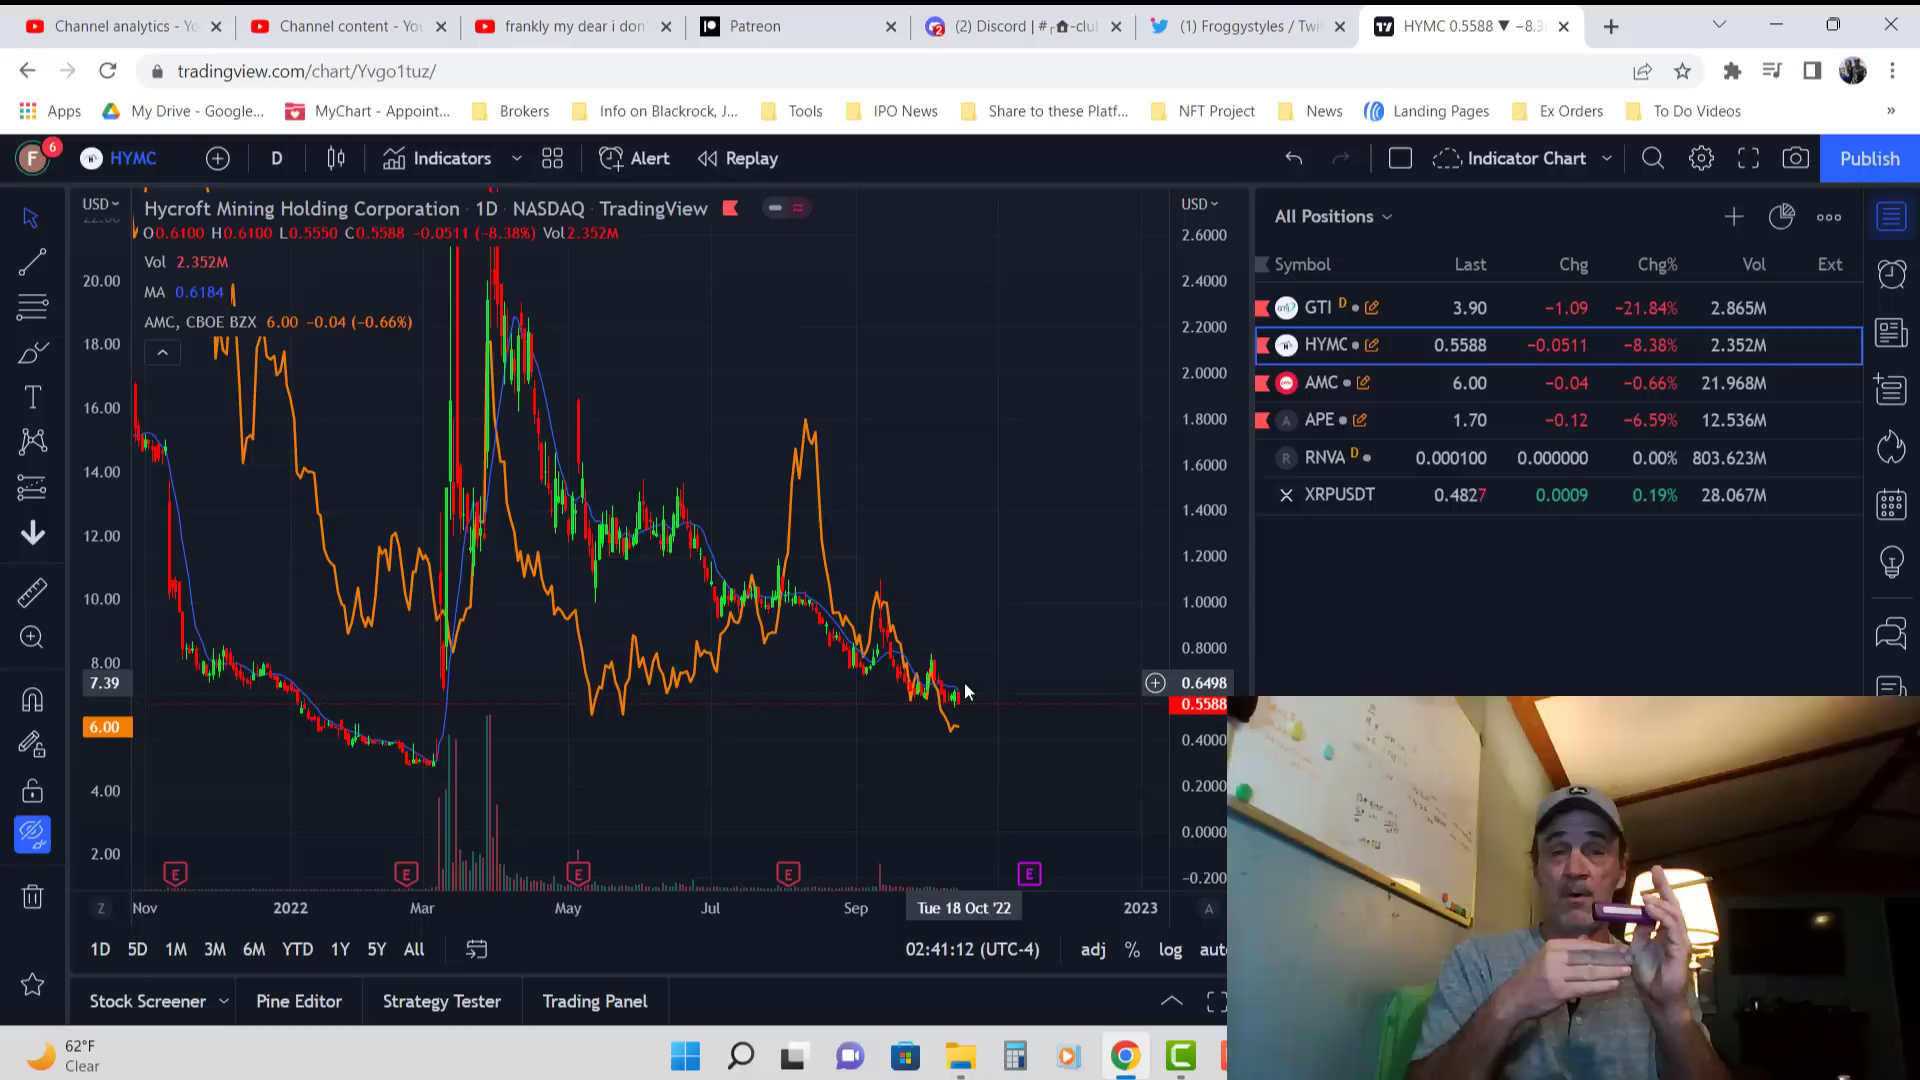 Channel analytics - Yo
Channel content - You
frankly my dear i don'
Patreon
(2) Discord | #
-club
(1) Froggystyles / Twit
HYMC 0.5588 ▼ −8.3
tradingview.com/chart/Yvgo1tuz/
Apps
My Drive - Google...
MyChart - Appoint...
Brokers
Info on Blackrock, J...
Tools
IPO News
Share to these Platf...
NFT Project
News
Landing Pages
Ex Orders
To Do Videos
»
F
6
HYMC
D
Indicators
Alert
Replay
Indicator Chart
Publish
USD
Hycroft Mining Holding Corporation · 1D · NASDAQ · TradingView
O0.6100 H0.6100 L0.5550 C0.5588 −0.0511 (−8.38%) Vol2.352M
Vol 2.352M
MA 0.6184
AMC, CBOE BZX 6.00 −0.04 (−0.66%)
22.00
20.00
18.00
16.00
14.00
12.00
10.00
8.00
7.39
6.00
4.00
2.00
USD
2.6000
2.4000
2.2000
2.0000
1.8000
1.6000
1.4000
1.2000
1.0000
0.8000
0.6498
0.5588
0.4000
0.2000
0.0000
−0.200
E
E
E
E
E
Z
Nov
2022
Mar
May
Jul
Sep
Tue 18 Oct '22
2023
A
1D
5D
1M
3M
6M
YTD
1Y
5Y
All
02:41:12 (UTC-4)
adj
%
log
auto
Stock Screener
Pine Editor
Strategy Tester
Trading Panel
All Positions
Symbol Last Chg Chg% Vol Ext
GTI D 3.90 −1.09 −21.84% 2.865M
HYMC 0.5588 −0.0511 −8.38% 2.352M
AMC 6.00 −0.04 −0.66% 21.968M
A APE 1.70 −0.12 −6.59% 12.536M
R RNVA D 0.000100 0.000000 0.00% 803.623M
XRPUSDT 0.4827 0.0009 0.19% 28.067M
62°F
Clear